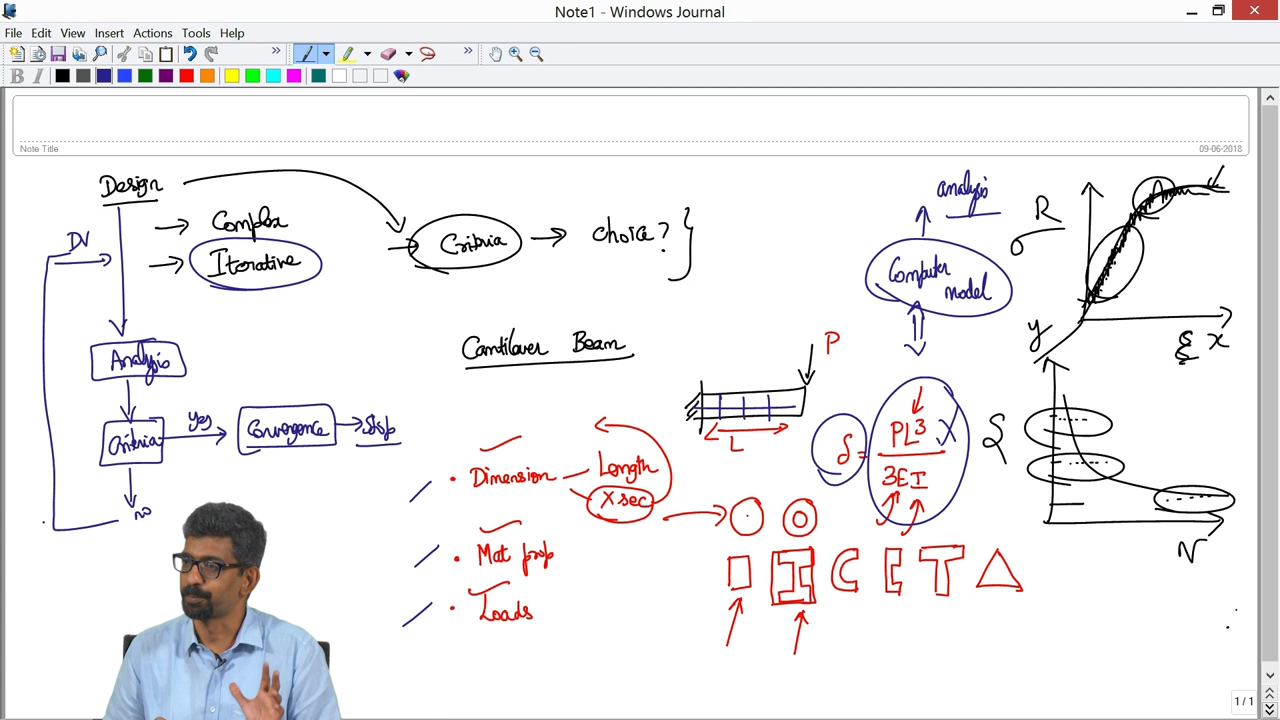 Note1 - Windows Journal
File Edit View Insert Actions Tools Help
B I
Note Title
09-06-2018
Design
Complex
Iterative
DV
Criteria
choice?
Analysis
Criteria
yes
Convergence
Stop
no
Cantilever Beam
P
L
Dimension
Length
Xsec
Mat prop
Loads
analysis
Computer
model
δ = PL³
3EI
R
σ
x
y
N
1 / 1